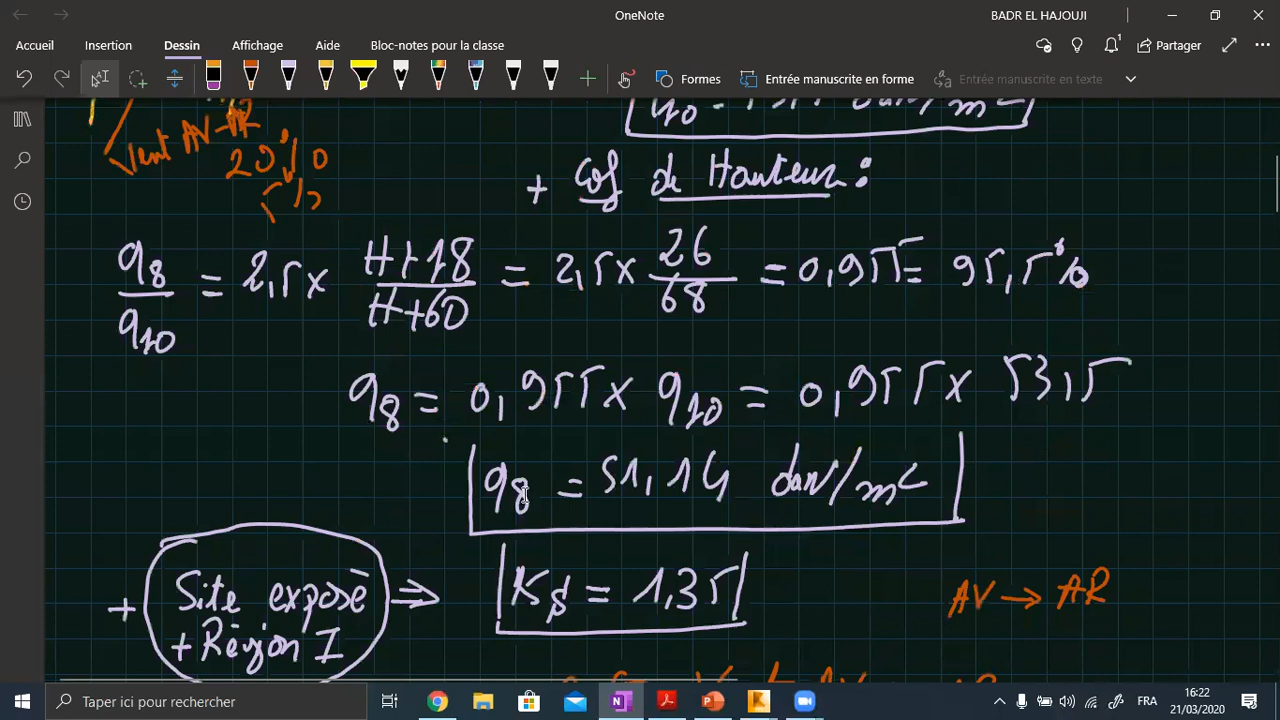 OneNote
BADR EL HAJOUJI
Accueil Insertion Dessin Affichage Aide Bloc-notes pour la classe Partager
Formes Entrée manuscrite en forme Entrée manuscrite en texte
Vent AV-AR
20%
+ Cof de Hauteur :
q8/q10 = 2,5 x (H+18)/(H+60) = 2,5 x 26/68 = 0,955 = 95,5%
q8 = 0,955 x q10 = 0,955 x 53,5
q8 = 51,14 daN/m²
+ Site exposé ⇒ Ks = 1,35
+ Région I
AV → AR
Taper ici pour rechercher
FRA
16:22
21/03/2020